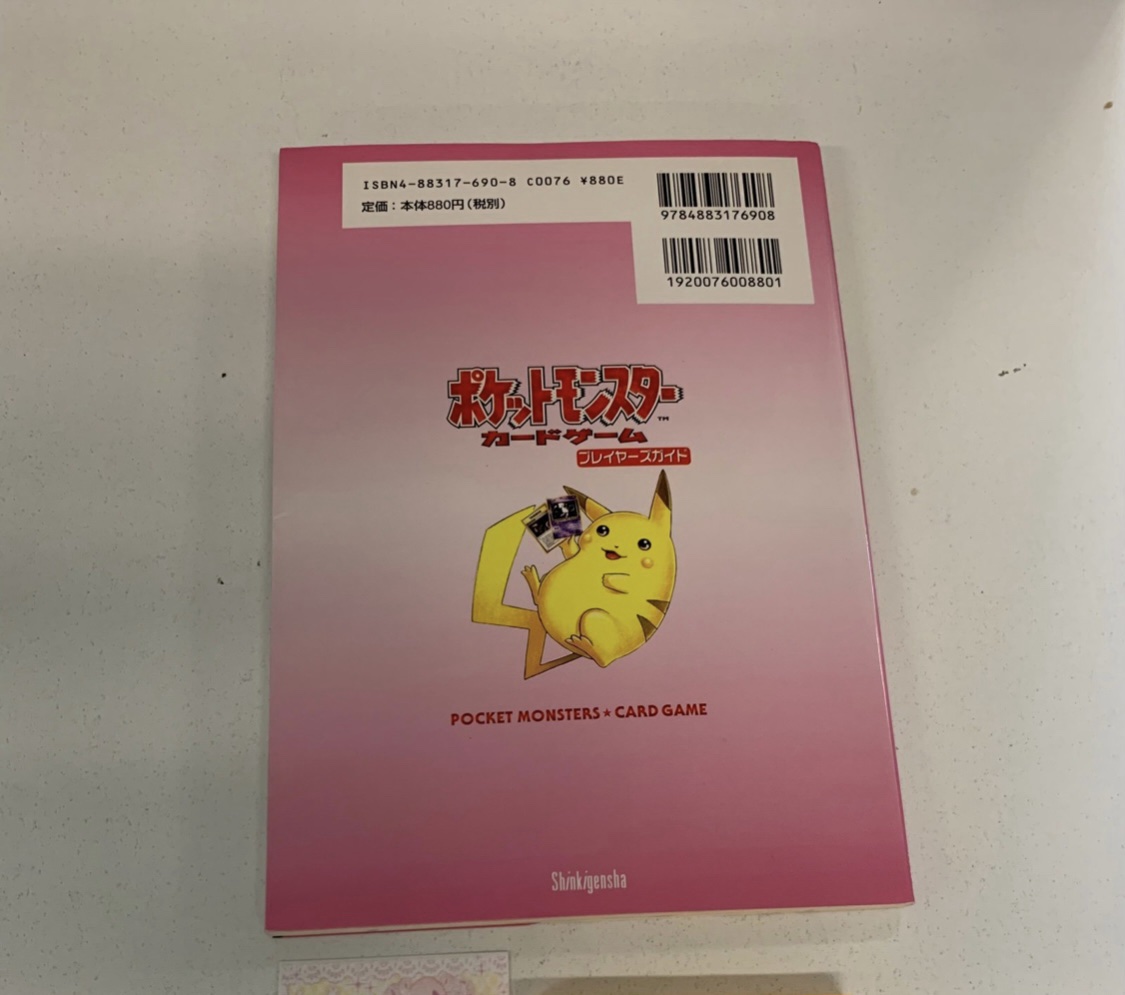 ISBN4-88317-690-8 C0076 ¥880E
定価：本体880円（税別）
9784883176908
1920076008801
ポケットモンスター™
カードゲーム
プレイヤーズガイド
POCKET MONSTERS★CARD GAME
Shinkigensha